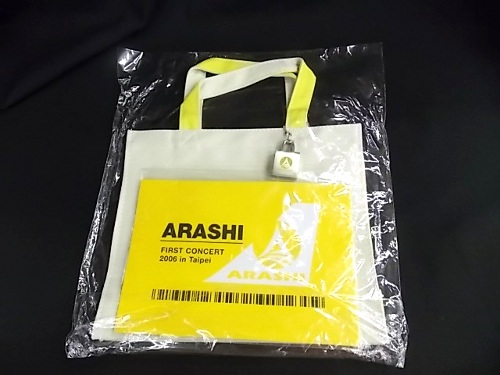 ARASHI
FIRST CONCERT
2006 in Taipei
ARASHI